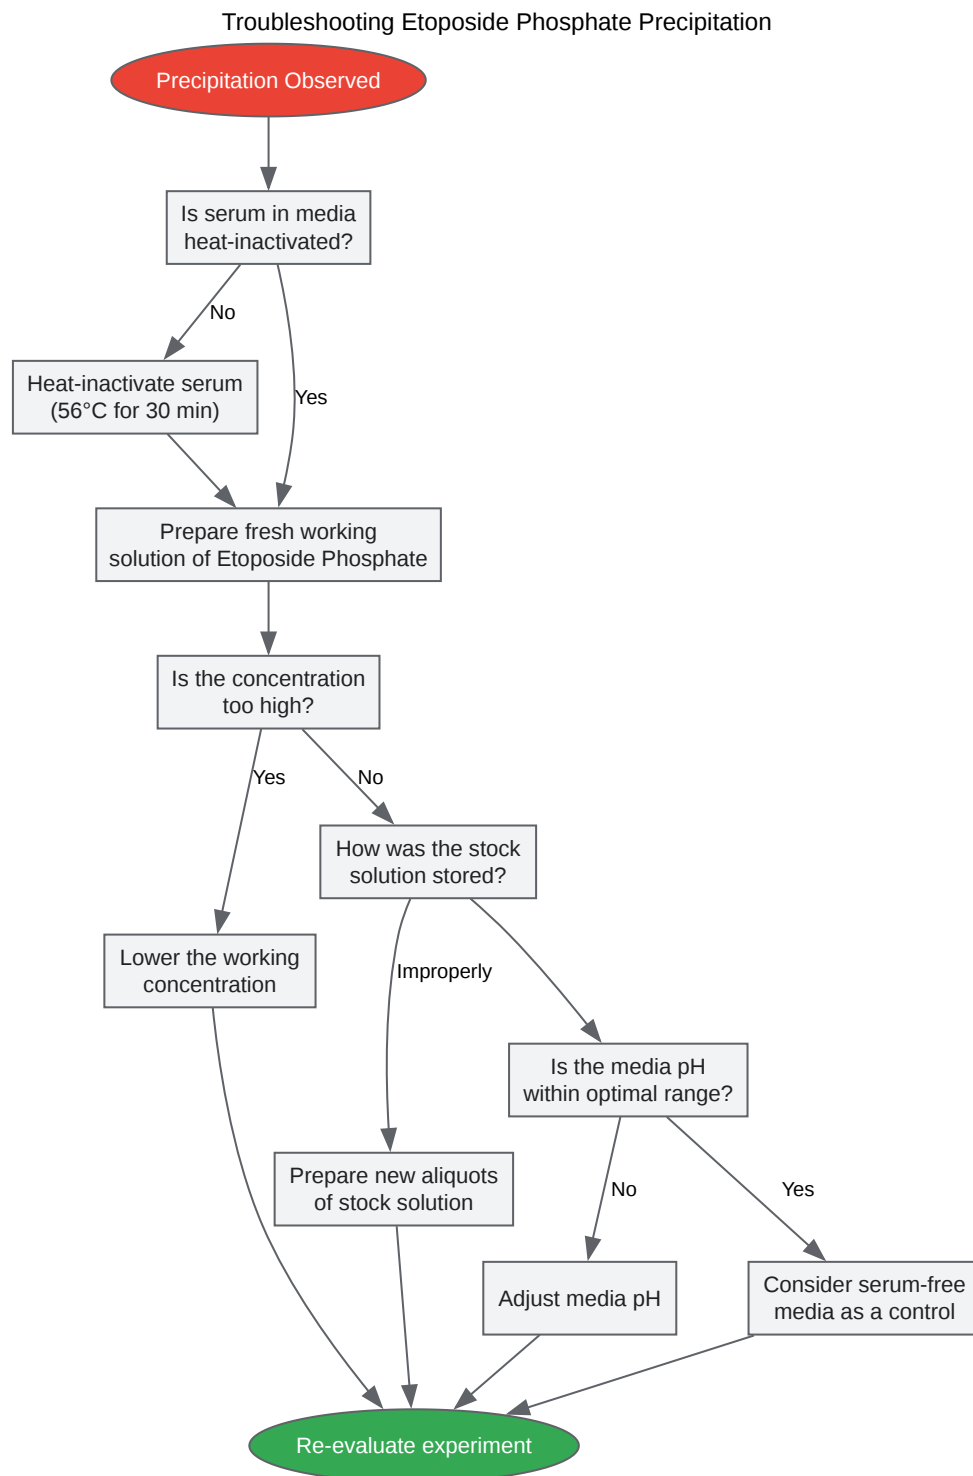 Troubleshooting Etoposide Phosphate Precipitation
Precipitation Observed
Is serum in media
heat-inactivated?
No
Yes
Heat-inactivate serum
(56°C for 30 min)
Prepare fresh working
solution of Etoposide Phosphate
Is the concentration
too high?
Yes
No
How was the stock
solution stored?
Lower the working
concentration
Improperly
Is the media pH
within optimal range?
Prepare new aliquots
of stock solution
No
Yes
Adjust media pH
Consider serum-free
media as a control
Re-evaluate experiment